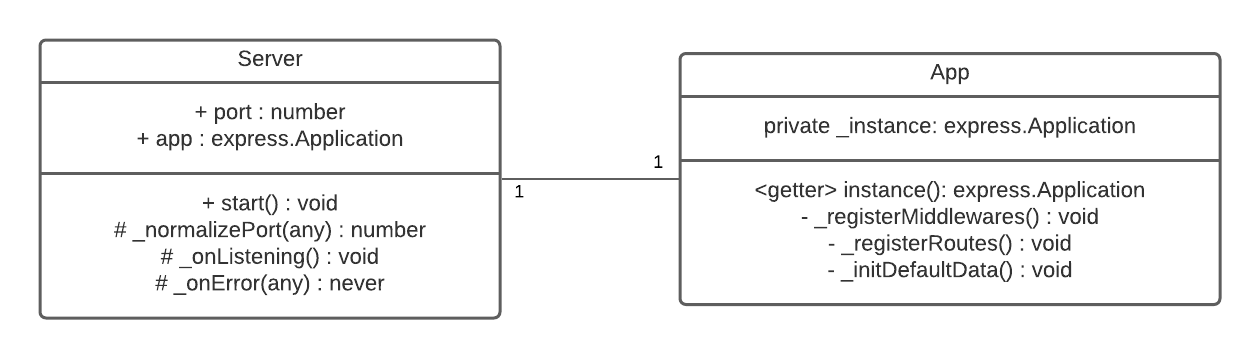 Server
+ port : number
+ app : express.Application
+ start() : void
# _normalizePort(any) : number
# _onListening() : void
# _onError(any) : never
1
1
App
private _instance: express.Application
<getter> instance(): express.Application
- _registerMiddlewares() : void
- _registerRoutes() : void
- _initDefaultData() : void